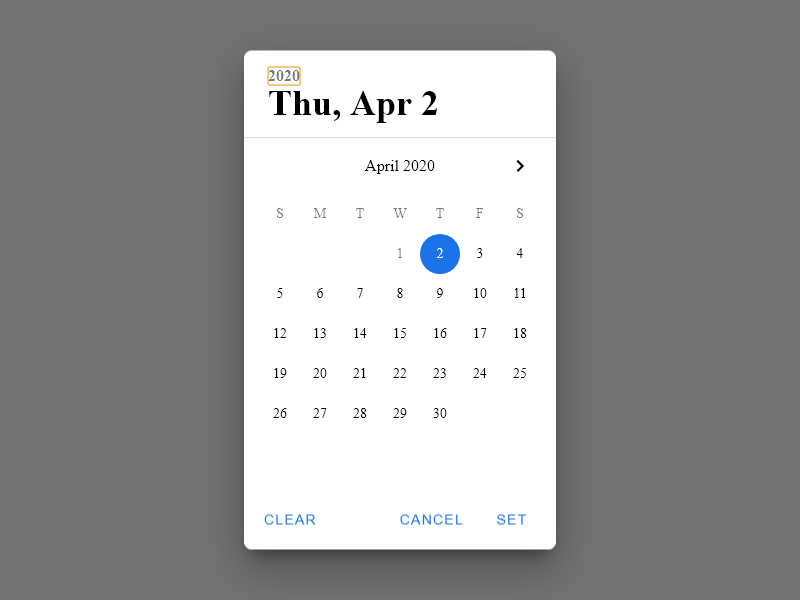 2020
Thu, Apr 2
April 2020
S M T W T F S
1 2 3 4
5 6 7 8 9 10 11
12 13 14 15 16 17 18
19 20 21 22 23 24 25
26 27 28 29 30
CLEAR CANCEL SET